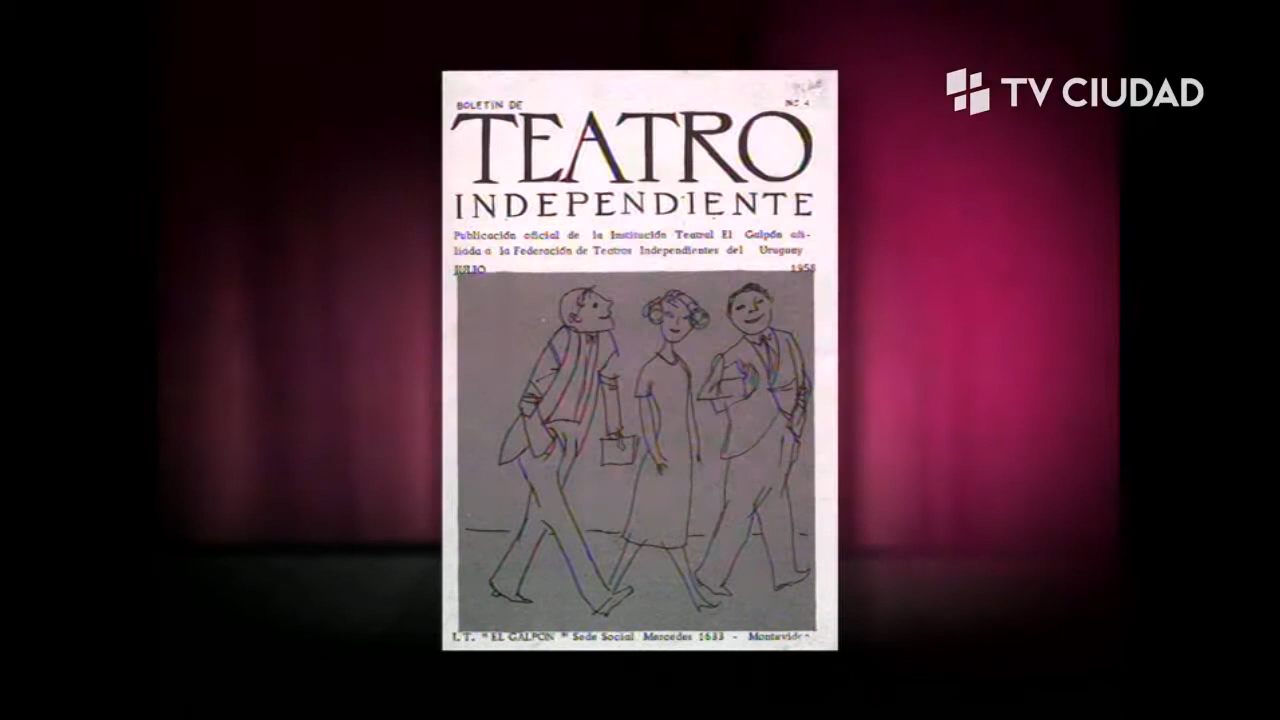 TV CIUDAD
BOLETIN DE
Nº 4
TEATRO
INDEPENDIENTE
Publicación oficial de la Institución Teatral El Galpón afi-
liada a la Federación de Teatros Independientes del Uruguay
JULIO 1958
I. T. "EL GALPON" Sede Social Mercedes 1633 -